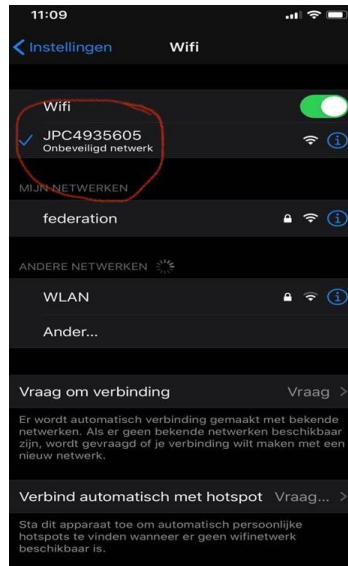 11:09
Instellingen
Wifi
Wifi
JPC4935605
Onbeveiligd netwerk
MIJN NETWERKEN
federation
ANDERE NETWERKEN
WLAN
Ander...
Vraag om verbinding
Vraag
Er wordt automatisch verbinding gemaakt met bekende
netwerken. Als er geen bekende netwerken beschikbaar
zijn, wordt gevraagd of je verbinding wilt maken met een
nieuw netwerk.
Verbind automatisch met hotspot
Vraag...
Sta dit apparaat toe om automatisch persoonlijke
hotspots te vinden wanneer er geen wifinetwerk
beschikbaar is.